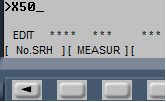 >X50_
EDIT **** *** ***
[ No.SRH ] [ MEASUR ] [